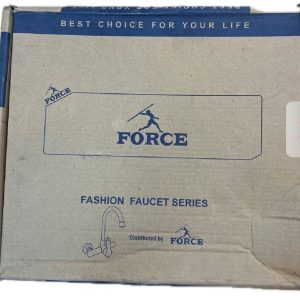 BEST CHOICE FOR YOUR LIFE
FORCE
FORCE
FASHION FAUCET SERIES
Distributed by FORCE